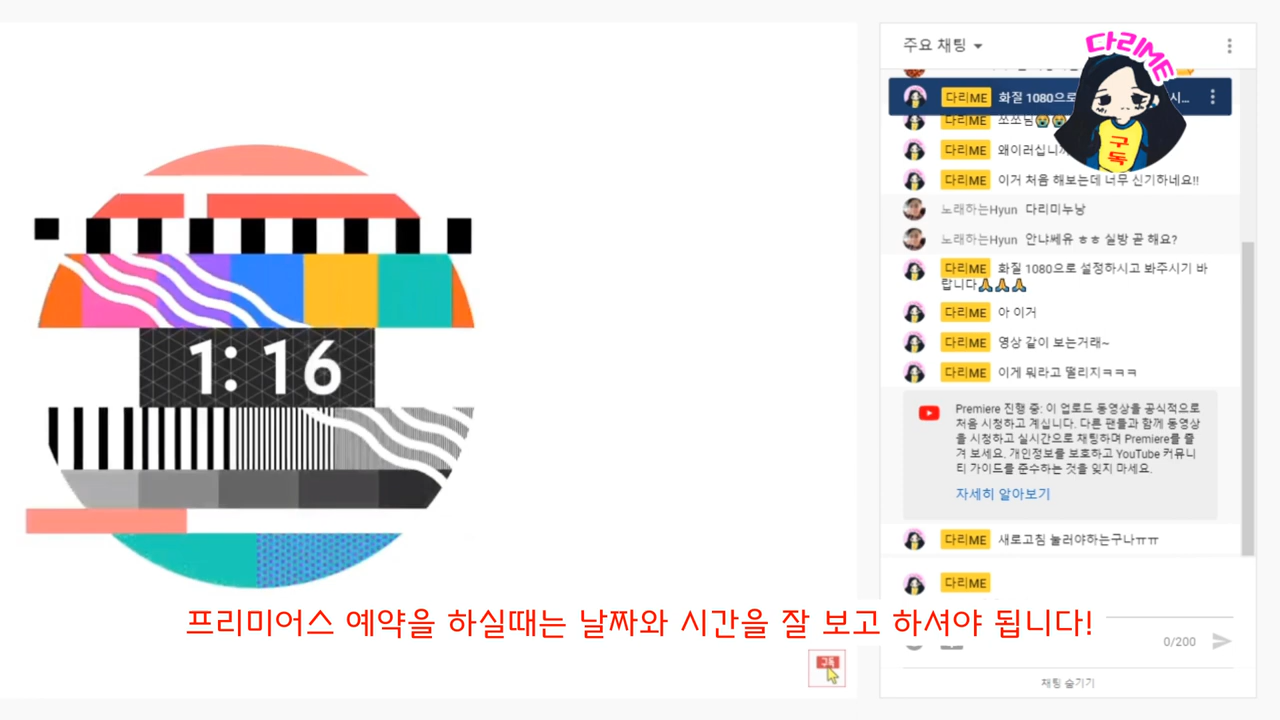 주요 채팅
다리ME
구독
다리ME 화질 1080으로 시...
다리ME 쪼쪼님😭😭
다리ME 왜이러십니까
다리ME 이거 처음 해보는데 너무 신기하네요!!
노래하는Hyun 다리미누낭
노래하는Hyun 안냐쎄유 ㅎㅎ 실방 곧 해요?
다리ME 화질 1080으로 설정하시고 봐주시기 바
랍니다🙏🙏🙏
다리ME 아 이거
다리ME 영상 같이 보는거래~
다리ME 이게 뭐라고 떨리지ㅋㅋㅋ
1:16
Premiere 진행 중: 이 업로드 동영상을 공식적으로
처음 시청하고 계십니다. 다른 팬들과 함께 동영상
을 시청하고 실시간으로 채팅하며 Premiere를 즐
겨 보세요. 개인정보를 보호하고 YouTube 커뮤니
티 가이드를 준수하는 것을 잊지 마세요.
자세히 알아보기
다리ME 새로고침 눌러야하는구나ㅠㅠ
다리ME
프리미어스 예약을 하실때는 날짜와 시간을 잘 보고 하셔야 됩니다!
0/200
구독
채팅 숨기기